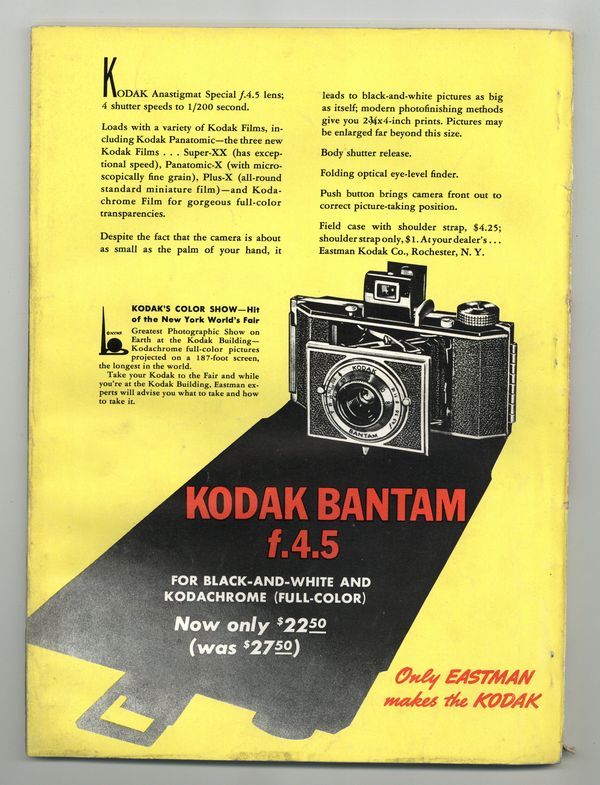 KODAK Anastigmat Special f.4.5 lens;
4 shutter speeds to 1/200 second.
Loads with a variety of Kodak Films, in-
cluding Kodak Panatomic—the three new
Kodak Films . . . Super-XX (has excep-
tional speed), Panatomic-X (with micro-
scopically fine grain), Plus-X (all-round
standard miniature film)—and Koda-
chrome Film for gorgeous full-color
transparencies.
Despite the fact that the camera is about
as small as the palm of your hand, it
leads to black-and-white pictures as big
as itself; modern photofinishing methods
give you 2¾x4-inch prints. Pictures may
be enlarged far beyond this size.
Body shutter release.
Folding optical eye-level finder.
Push button brings camera front out to
correct picture-taking position.
Field case with shoulder strap, $4.25;
shoulder strap only, $1. At your dealer's . . .
Eastman Kodak Co., Rochester, N. Y.
KODAK'S COLOR SHOW—Hit
of the New York World's Fair
Greatest Photographic Show on
Earth at the Kodak Building—
Kodachrome full-color pictures
projected on a 187-foot screen,
the longest in the world.
Take your Kodak to the Fair and while
you're at the Kodak Building, Eastman ex-
perts will advise you what to take and how
to take it.
KODAK
BANTAM
KODAK BANTAM
f.4.5
FOR BLACK-AND-WHITE AND
KODACHROME (FULL-COLOR)
Now only $22 50
(was $27 50)
Only EASTMAN
makes the KODAK